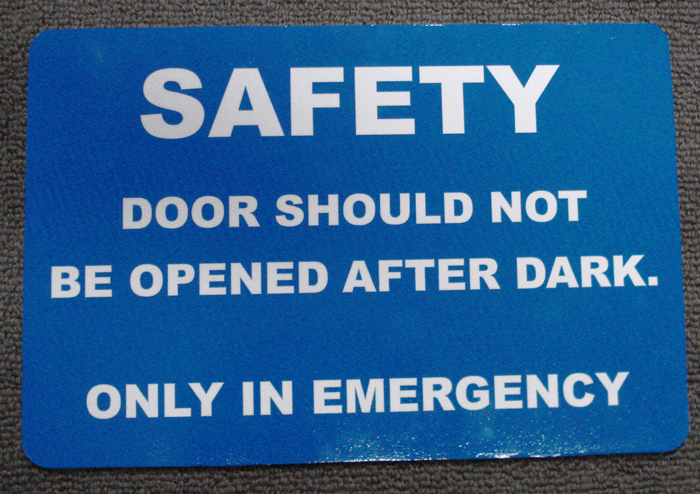 SAFETY
DOOR SHOULD NOT
BE OPENED AFTER DARK.
ONLY IN EMERGENCY